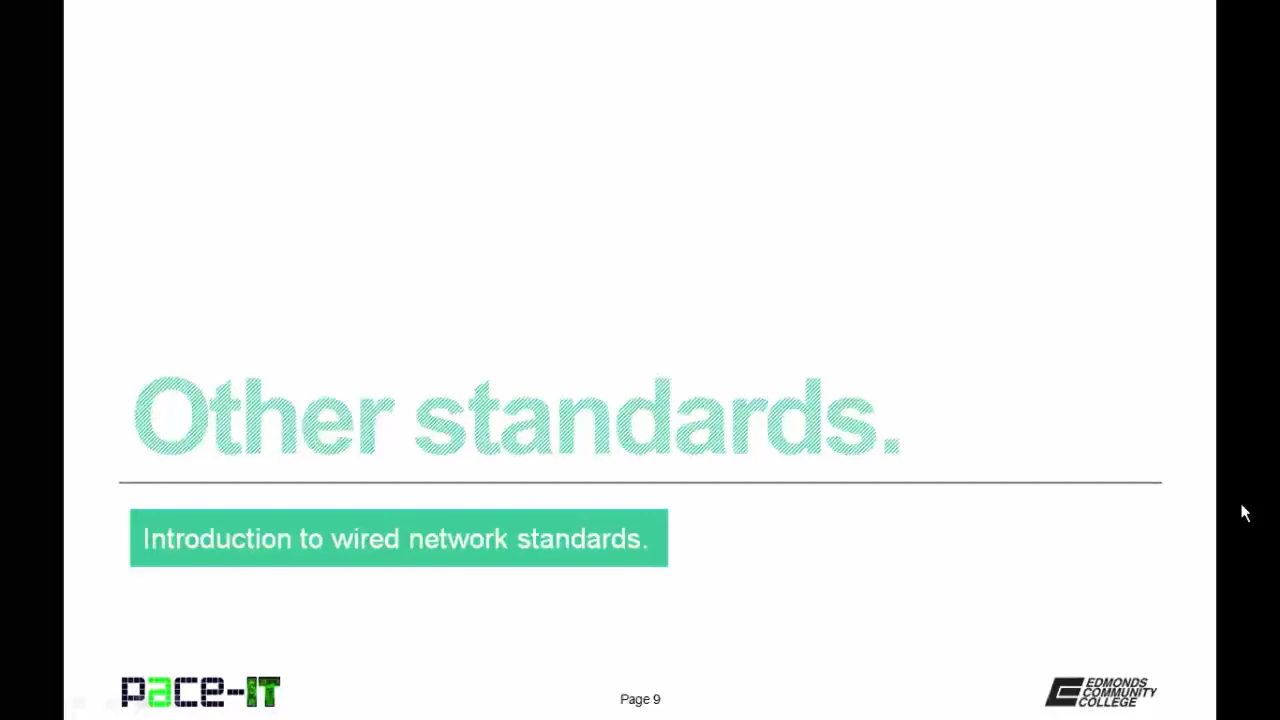 Other standards.
Introduction to wired network standards.
pace-IT
Page 9
EDMONDS
COMMUNITY
COLLEGE